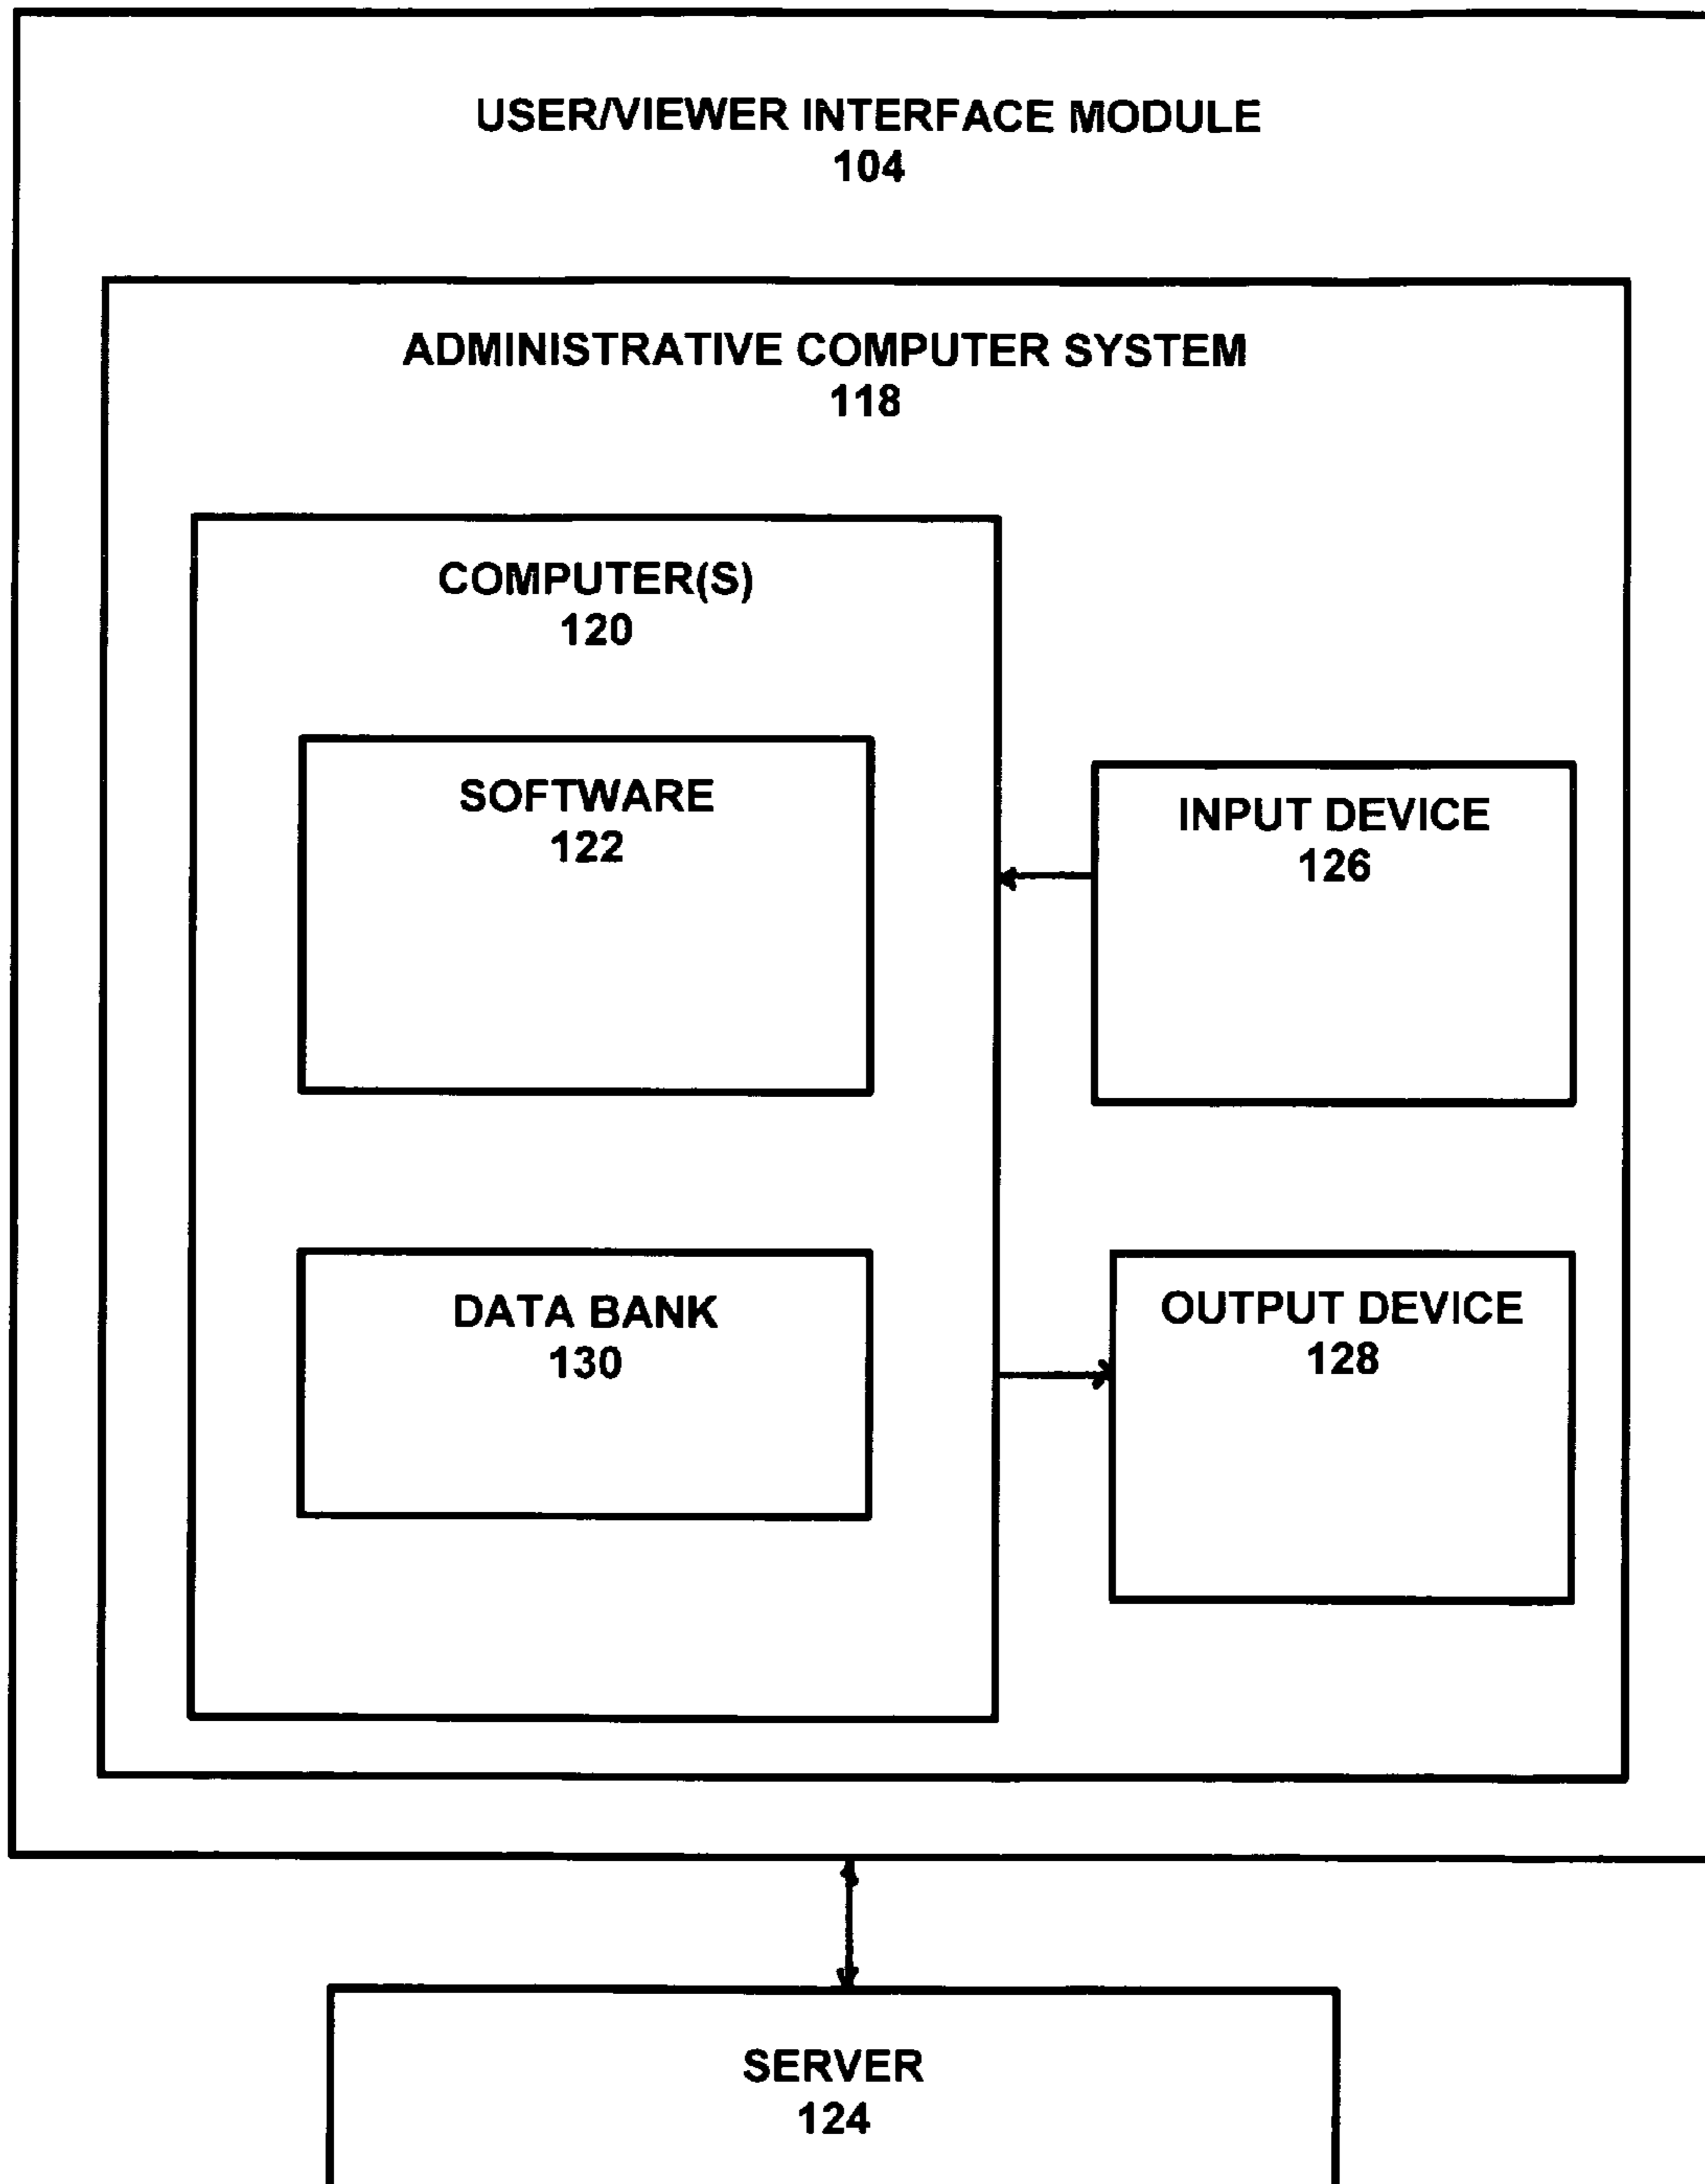 USER/VIEWER INTERFACE MODULE
104
ADMINISTRATIVE COMPUTER SYSTEM
118
COMPUTER(S)
120
SOFTWARE
122
INPUT DEVICE
126
DATA BANK
130
OUTPUT DEVICE
128
SERVER
124